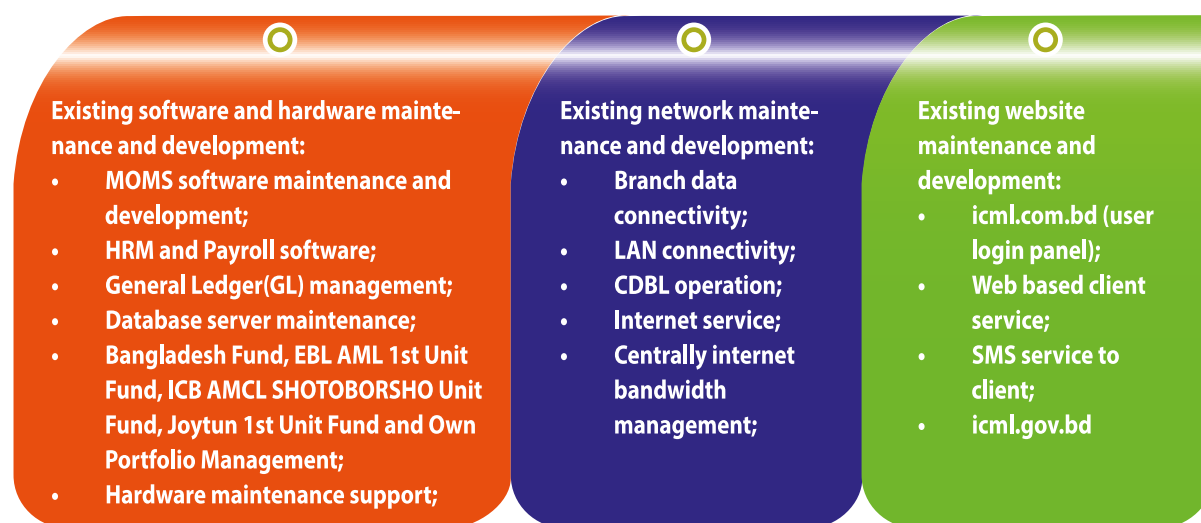 Existing software and hardware mainte-
nance and development:
• MOMS software maintenance and
development;
• HRM and Payroll software;
• General Ledger(GL) management;
• Database server maintenance;
• Bangladesh Fund, EBL AML 1st Unit
Fund, ICB AMCL SHOTOBORSHO Unit
Fund, Joytun 1st Unit Fund and Own
Portfolio Management;
• Hardware maintenance support;
Existing network mainte-
nance and development:
• Branch data
connectivity;
• LAN connectivity;
• CDBL operation;
• Internet service;
• Centrally internet
bandwidth
management;
Existing website
maintenance and
development:
• icml.com.bd (user
login panel);
• Web based client
service;
• SMS service to
client;
• icml.gov.bd